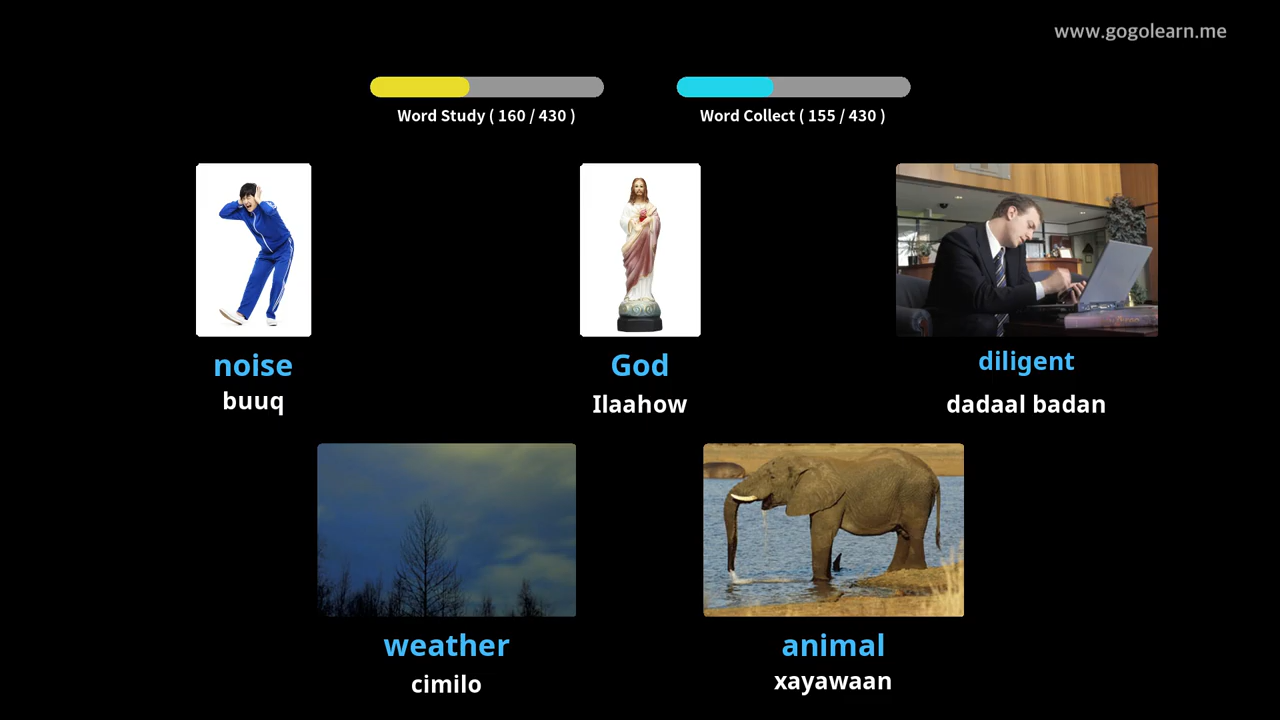 www.gogolearn.me
Word Study ( 160 / 430 )
Word Collect ( 155 / 430 )
noise
buuq
God
Ilaahow
diligent
dadaal badan
weather
cimilo
animal
xayawaan